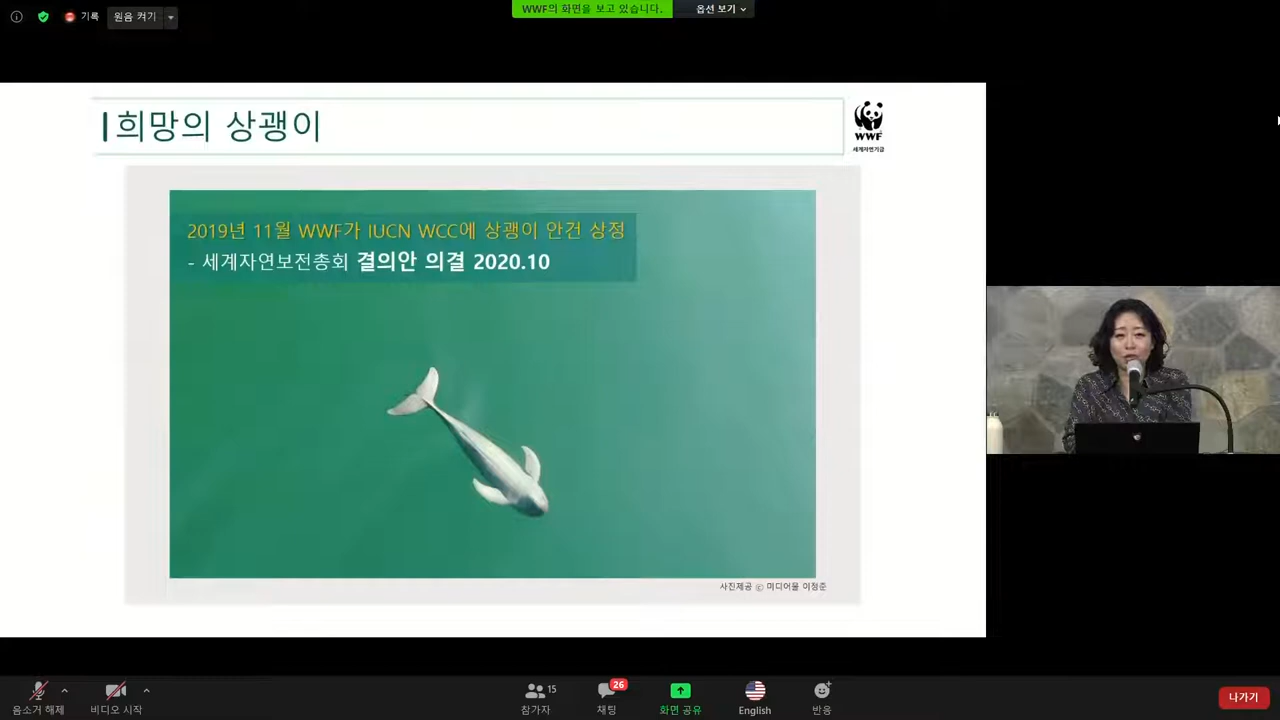 기록
원음 켜기
WWF의 화면을 보고 있습니다.
옵션 보기
희망의 상괭이
WWF
세계자연기금
2019년 11월 WWF가 IUCN WCC에 상괭이 안건 상정
- 세계자연보전총회 결의안 의결 2020.10
사진제공 ⓒ 미디어올 이정준
음소거 해제
비디오 시작
15
참가자
26
채팅
화면 공유
English
반응
나가기